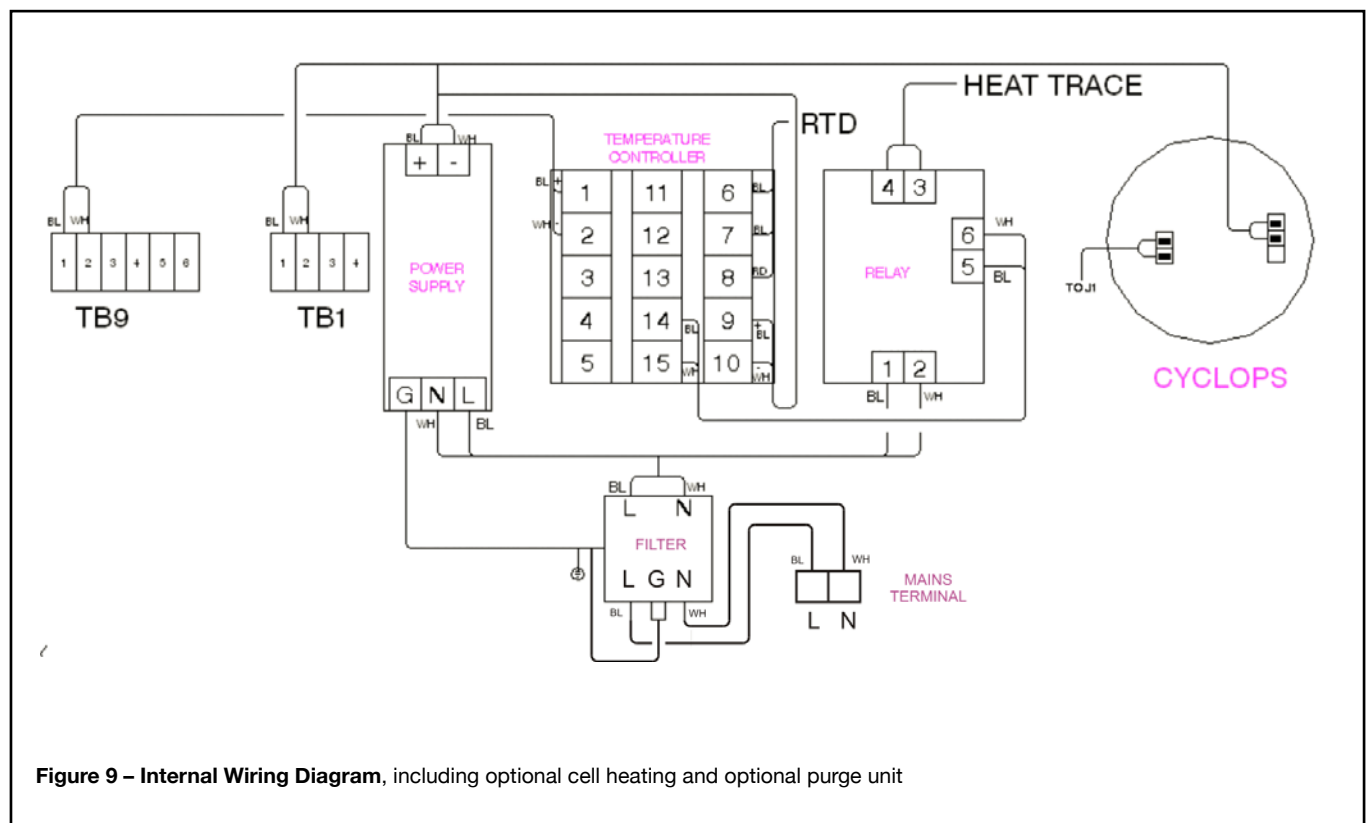 HEAT TRACE
RTD
BL WH
+ -
POWER
SUPPLY
G N L
WH BL
BL WH
1 2 3 4 5 6
TB9
BL WH
1 2 3 4
TB1
TEMPERATURE
CONTROLLER
BL + 1 11 6 BL
WH - 2 12 7 BL
3 13 8 RD
4 14 BL 9 + BL
5 15 WH 10 - WH
4 3
6 WH
5 BL
RELAY
1 2
BL WH
TOJ1
CYCLOPS
BL WH
L N
FILTER
L G N
BL WH
BL WH
MAINS
TERMINAL
L N
Figure 9 – Internal Wiring Diagram, including optional cell heating and optional purge unit